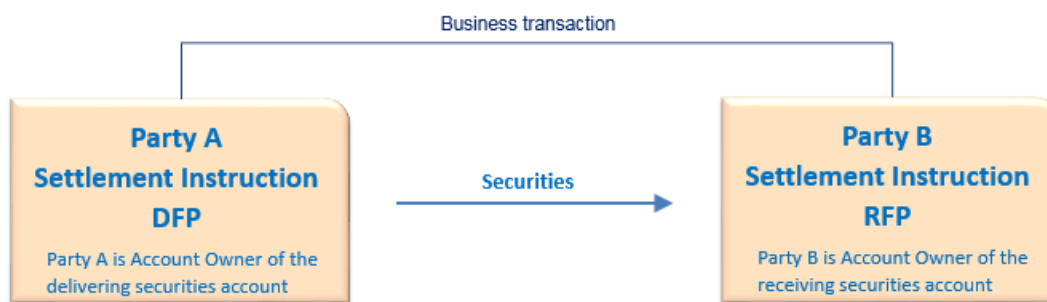 Business transaction
Party A
Settlement Instruction
DFP
Party A is Account Owner of the
delivering securities account
Securities
Party B
Settlement Instruction
RFP
Party B is Account Owner of the
receiving securities account